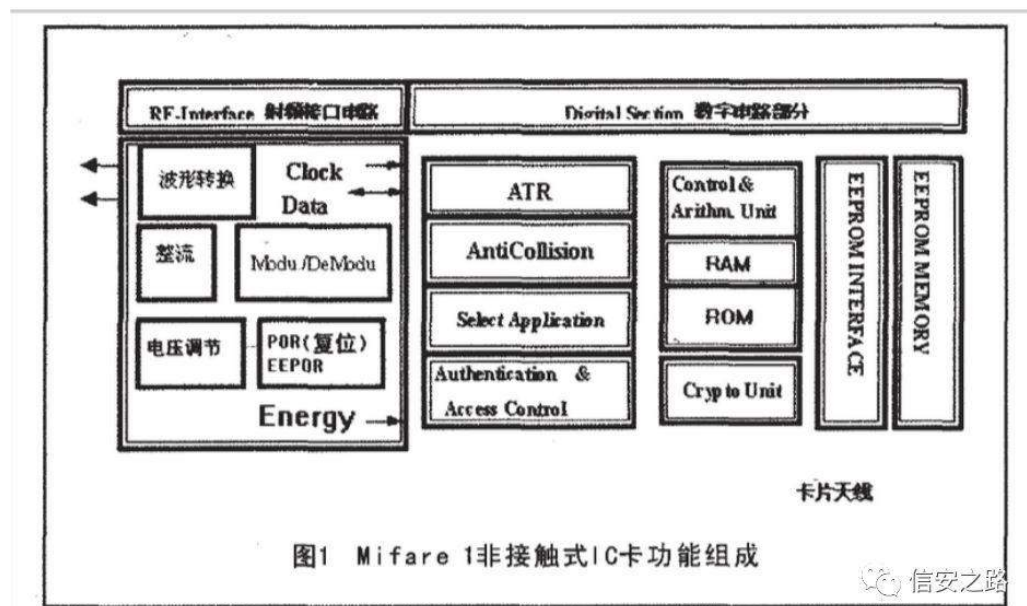 RF-Interface 射频接口电路
Digital Section 数字电路部分
波形转换
Clock
Data
整流
Modu /DeModu
电压调节
POR(复位)
EEPOR
Energy
ATR
AntiCollision
Select Application
Authentication &
Access Control
Control &
Arithm. Unit
RAM
ROM
Crypto Unit
EEPROM INTERFACE
EEPROM MEMORY
卡片天线
图1 Mifare 1非接触式IC卡功能组成
信安之路